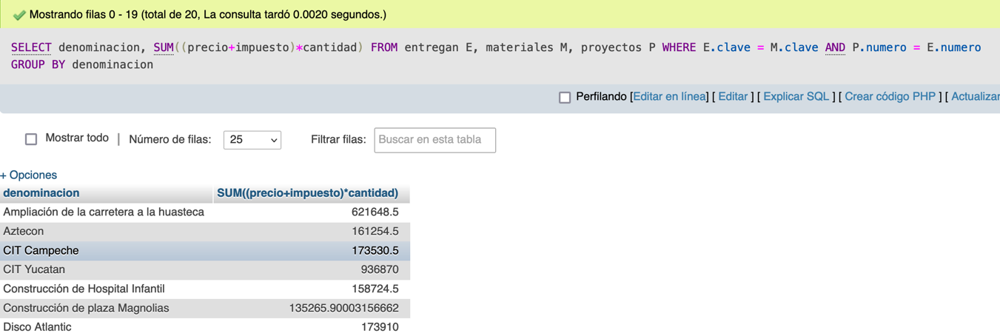 Mostrando filas 0 - 19 (total de 20, La consulta tardó 0.0020 segundos.)
SELECT denominacion, SUM((precio+impuesto)*cantidad) FROM entregan E, materiales M, proyectos P WHERE E.clave = M.clave AND P.numero = E.numero
GROUP BY denominacion
Perfilando [Editar en línea] [ Editar ] [ Explicar SQL ] [ Crear código PHP ] [ Actualizar
Mostrar todo | Número de filas: 25 Filtrar filas: Buscar en esta tabla
+ Opciones
denominacion SUM((precio+impuesto)*cantidad)
Ampliación de la carretera a la huasteca 621648.5
Aztecon 161254.5
CIT Campeche 173530.5
CIT Yucatan 936870
Construcción de Hospital Infantil 158724.5
Construcción de plaza Magnolias 135265.90003156662
Disco Atlantic 173910